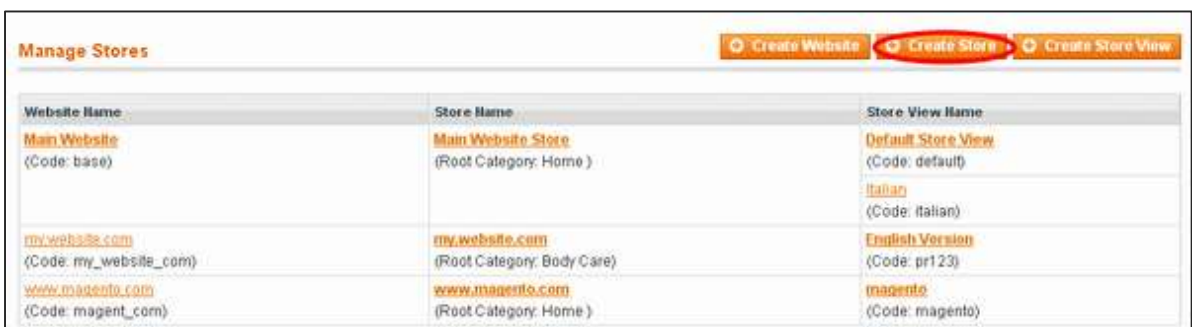 Manage Stores
Create Website
Create Store
Create Store View
Website Name
Store Name
Store View Name
Main Website
(Code: base)
Main Website Store
(Root Category: Home )
Default Store View
(Code: default)
Italian
(Code: italian)
my.website.com
(Code: my_website_com)
my.website.com
(Root Category: Body Care)
English Version
(Code: pr123)
www.magento.com
(Code: magent_com)
www.magento.com
(Root Category: Home )
magento
(Code: magento)